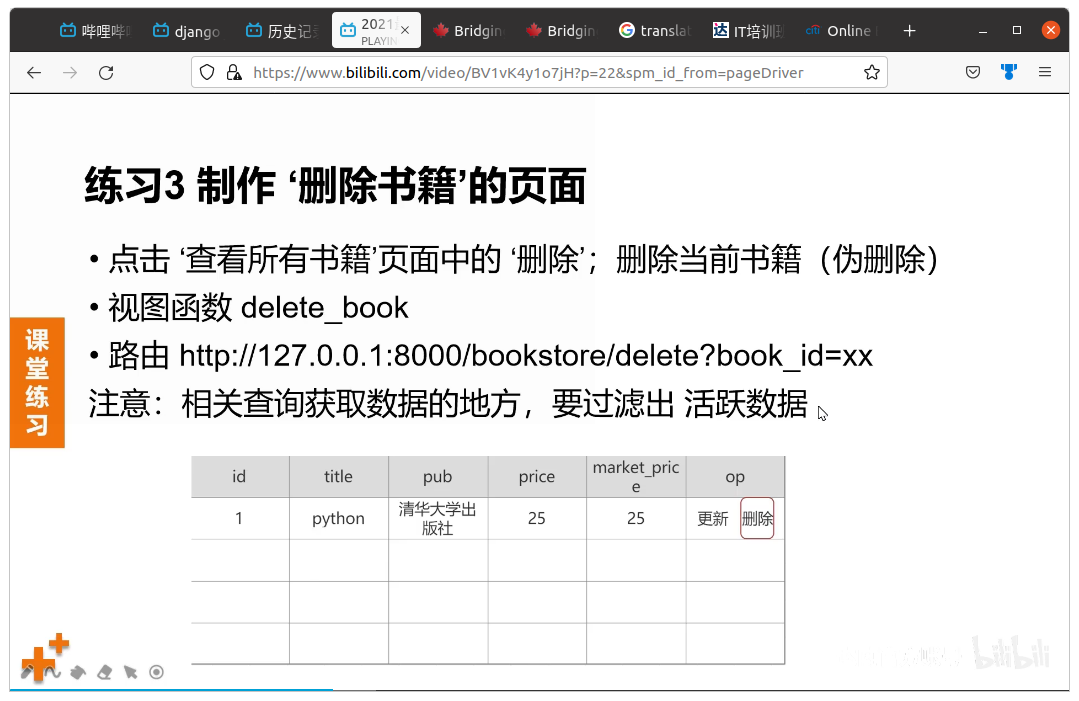 哔哩哔
django
历史记
2021
PLAYIN
Bridgin
Bridgin
translat
IT培训
Online
https://www.bilibili.com/video/BV1vK4y1o7jH?p=22&spm_id_from=pageDriver
练习3 制作 ‘删除书籍’的页面
• 点击 ‘查看所有书籍’页面中的 ‘删除’；删除当前书籍（伪删除）
• 视图函数 delete_book
• 路由 http://127.0.0.1:8000/bookstore/delete?book_id=xx
注意：相关查询获取数据的地方，要过滤出 活跃数据
课
堂
练
习
id title pub price market_pric
e op
1 python 清华大学出
版社 25 25 更新 删除
bilibili